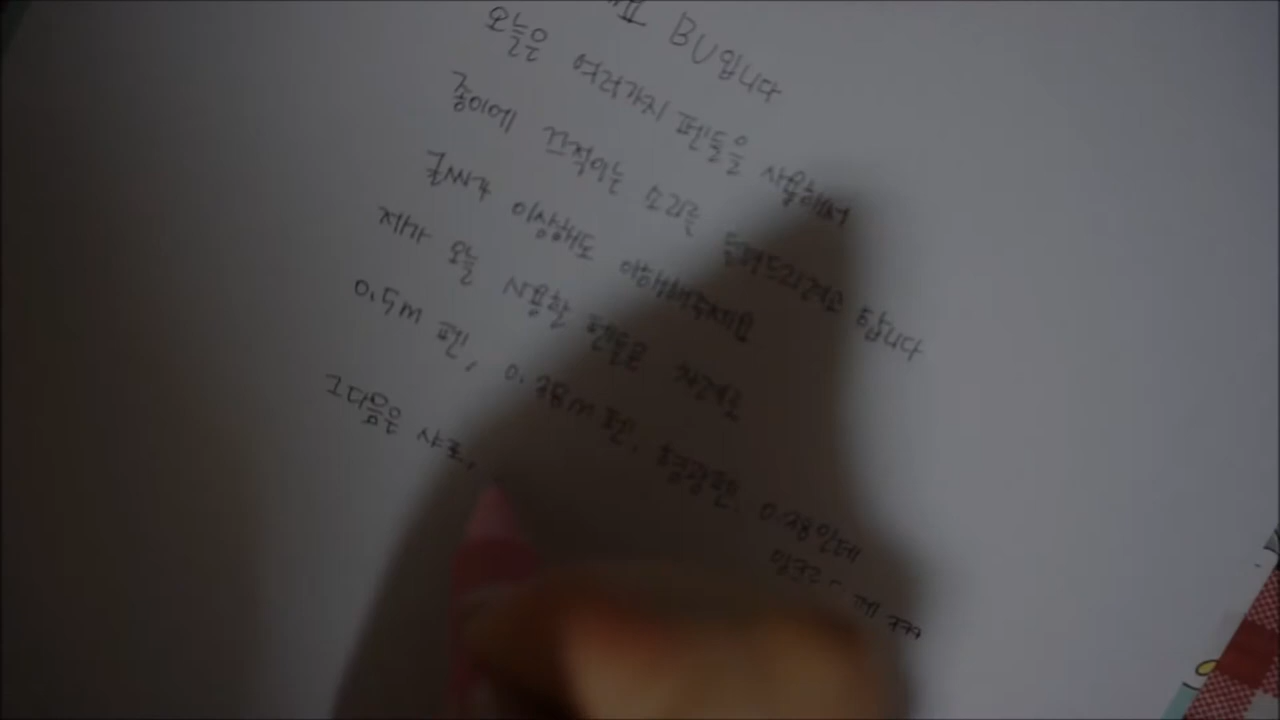 BU입니다
오늘은 여러가지 펜들을 사용해서
종이에 끄적이는 소리를 들려드리려고 합니다
글씨가 이상해도 이해해주세요
제가 오늘 사용할 펜들은 차례로
0.5m 펜, 0.38m 펜, 형광펜, 0.38인데
그다음은 샤프,